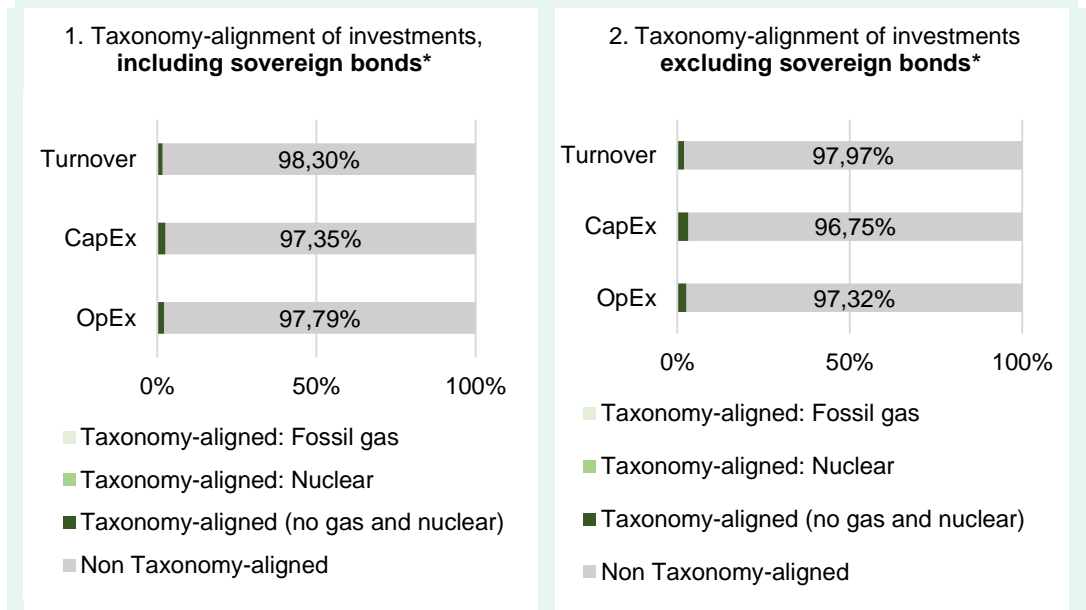 1. Taxonomy-alignment of investments,
including sovereign bonds*
Turnover
98,30%
CapEx
97,35%
OpEx
97,79%
0%
50%
100%
Taxonomy-aligned: Fossil gas
Taxonomy-aligned: Nuclear
Taxonomy-aligned (no gas and nuclear)
Non Taxonomy-aligned
2. Taxonomy-alignment of investments
excluding sovereign bonds*
Turnover
97,97%
CapEx
96,75%
OpEx
97,32%
0%
50%
100%
Taxonomy-aligned: Fossil gas
Taxonomy-aligned: Nuclear
Taxonomy-aligned (no gas and nuclear)
Non Taxonomy-aligned